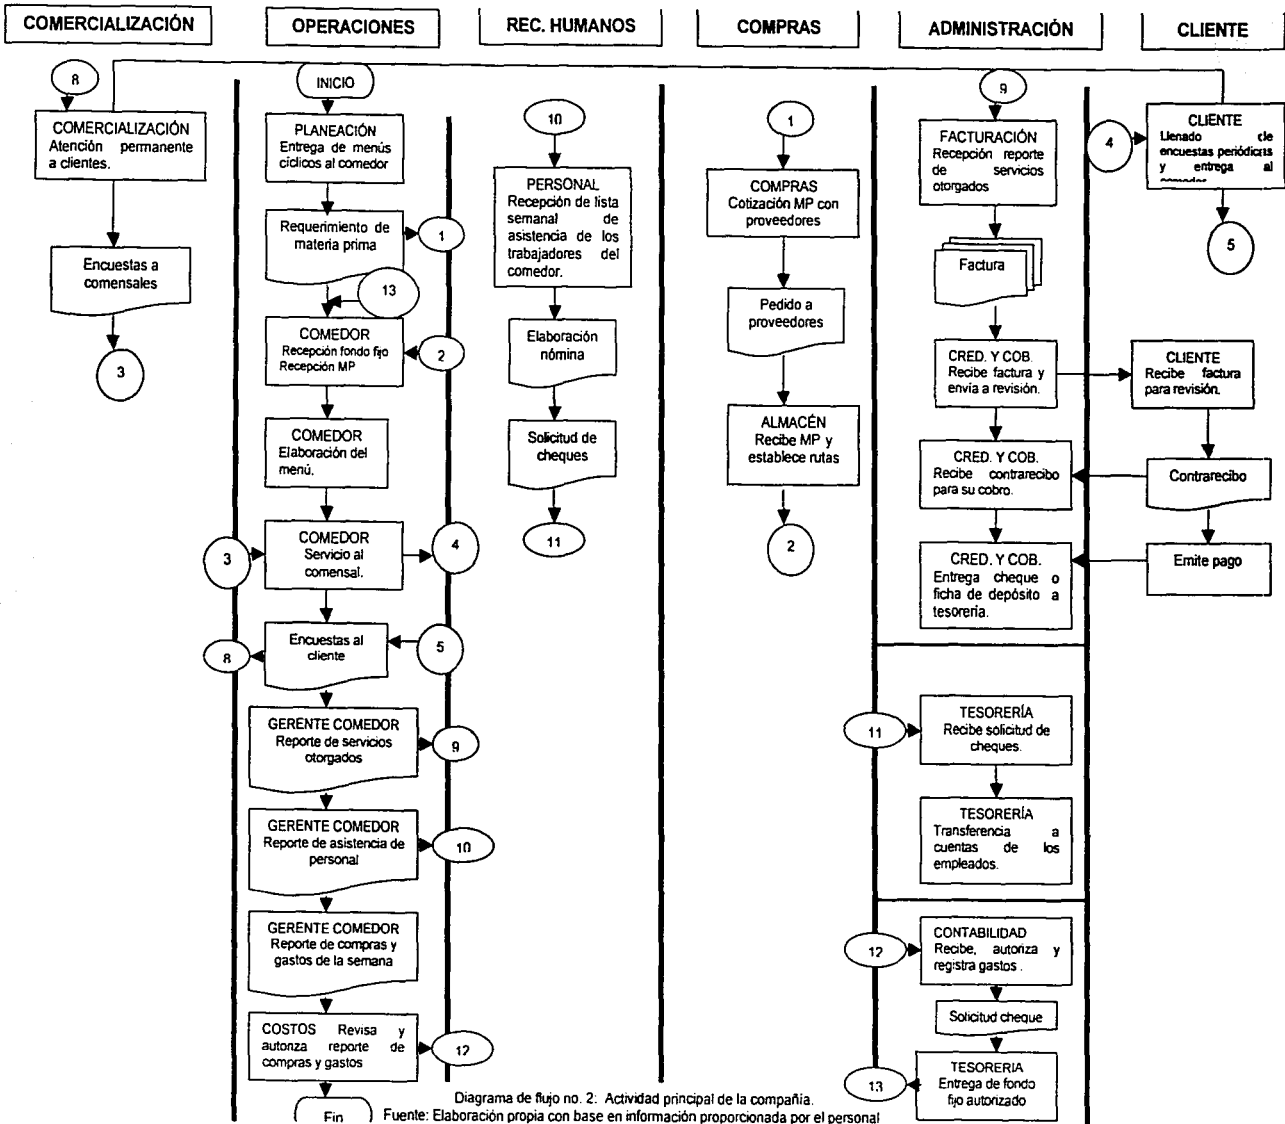 COMERCIALIZACIÓN
OPERACIONES
REC. HUMANOS
COMPRAS
ADMINISTRACIÓN
CLIENTE
8
COMERCIALIZACIÓN
Atención permanente
a clientes.
Encuestas a
comensales
3
INICIO
PLANEACIÓN
Entrega de menús
cíclicos al comedor
Requerimiento de
materia prima
1
13
COMEDOR
Recepción fondo fijo
Recepción MP
2
COMEDOR
Elaboración del
menú.
3
COMEDOR
Servicio al
comensal.
4
8
Encuestas al
cliente
5
GERENTE COMEDOR
Reporte de servicios
otorgados
9
GERENTE COMEDOR
Reporte de asistencia de
personal
10
GERENTE COMEDOR
Reporte de compras y
gastos de la semana
COSTOS Revisa y
autoriza reporte de
compras y gastos
12
Fin
10
PERSONAL
Recepción de lista
semanal de
asistencia de los
trabajadores del
comedor.
Elaboración
nómina
Solicitud de
cheques
11
1
COMPRAS
Cotización MP con
proveedores
Pedido a
proveedores
ALMACÉN
Recibe MP y
establece rutas
2
9
FACTURACIÓN
Recepción reporte
de servicios
otorgados
Factura
CRED. Y COB.
Recibe factura y
envía a revisión.
CRED. Y COB.
Recibe contrarecibo
para su cobro.
CRED. Y COB.
Entrega cheque o
ficha de depósito a
tesorería.
11
TESORERÍA
Recibe solicitud de
cheques.
TESORERÍA
Transferencia a
cuentas de los
empleados.
12
CONTABILIDAD
Recibe, autoriza y
registra gastos .
Solicitud cheque
13
TESORERIA
Entrega de fondo
fijo autorizado
4
CLIENTE
Llenado de
encuestas periódicas
y entrega al
comedor
5
CLIENTE
Recibe factura
para revisión.
Contrarecibo
Emite pago
Diagrama de flujo no. 2: Actividad principal de la compañía.
Fuente: Elaboración propia con base en información proporcionada por el personal